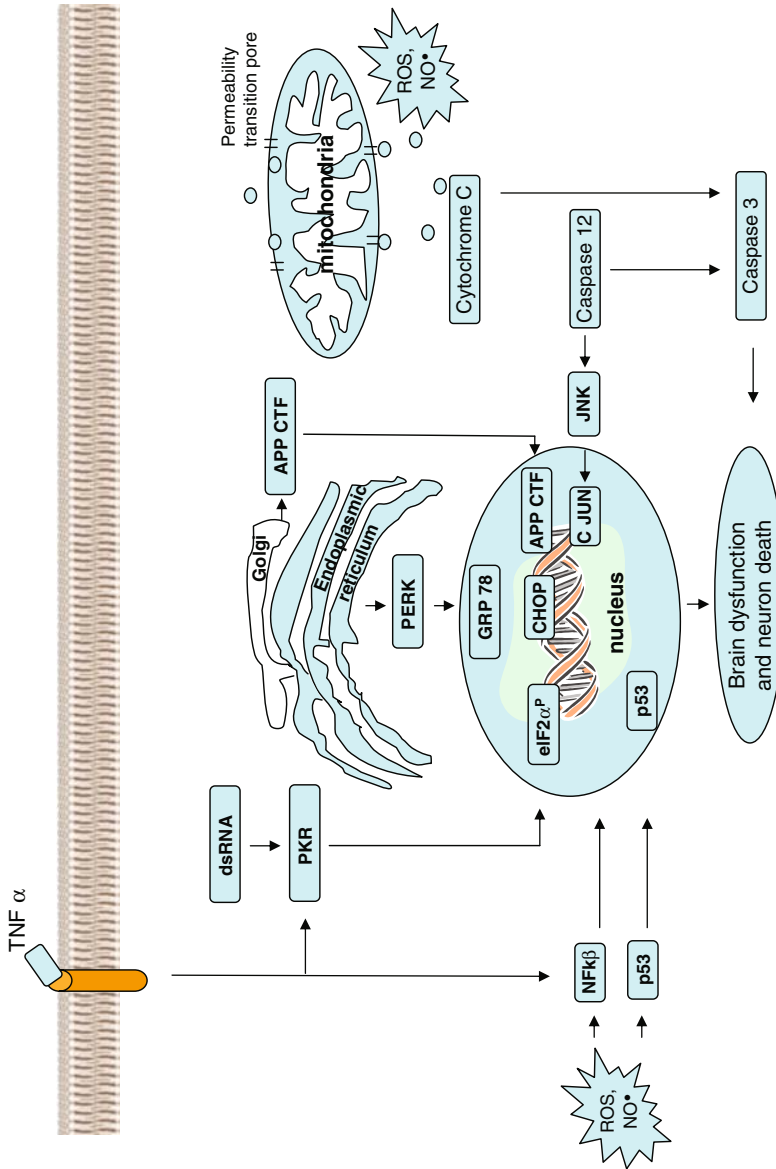 TNF α
dsRNA
PKR
Golgi
Endoplasmic
reticulum
APP CTF
Permeability
transition pore
mitochondria
ROS,
NO•
Cytochrome C
PERK
Caspase 12
JNK
Caspase 3
GRP 78
APP CTF
C JUN
CHOP
eIF2αᴾ
nucleus
p53
NFkβ
p53
ROS,
NO•
Brain dysfunction
and neuron death